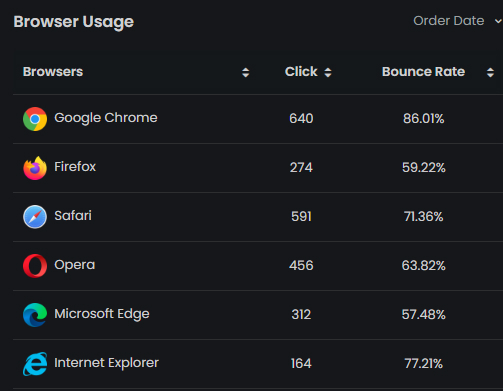 Browser Usage Order Date
Browsers Click Bounce Rate
Google Chrome 640 86.01%
Firefox 274 59.22%
Safari 591 71.36%
Opera 456 63.82%
Microsoft Edge 312 57.48%
Internet Explorer 164 77.21%